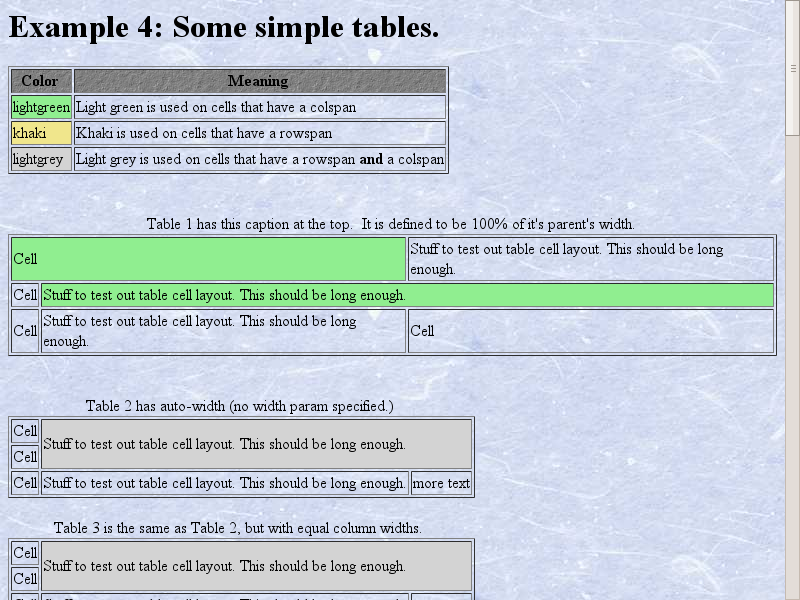 Example 4: Some simple tables.
Color Meaning
lightgreen Light green is used on cells that have a colspan
khaki Khaki is used on cells that have a rowspan
lightgrey Light grey is used on cells that have a rowspan and a colspan
Table 1 has this caption at the top.  It is defined to be 100% of it's parent's width.
Cell Stuff to test out table cell layout. This should be long
enough.
Cell Stuff to test out table cell layout. This should be long enough.
Cell Stuff to test out table cell layout. This should be long
enough. Cell
Table 2 has auto-width (no width param specified.)
Cell Stuff to test out table cell layout. This should be long enough.
Cell
Cell Stuff to test out table cell layout. This should be long enough. more text
Table 3 is the same as Table 2, but with equal column widths.
Cell Stuff to test out table cell layout. This should be long enough.
Cell